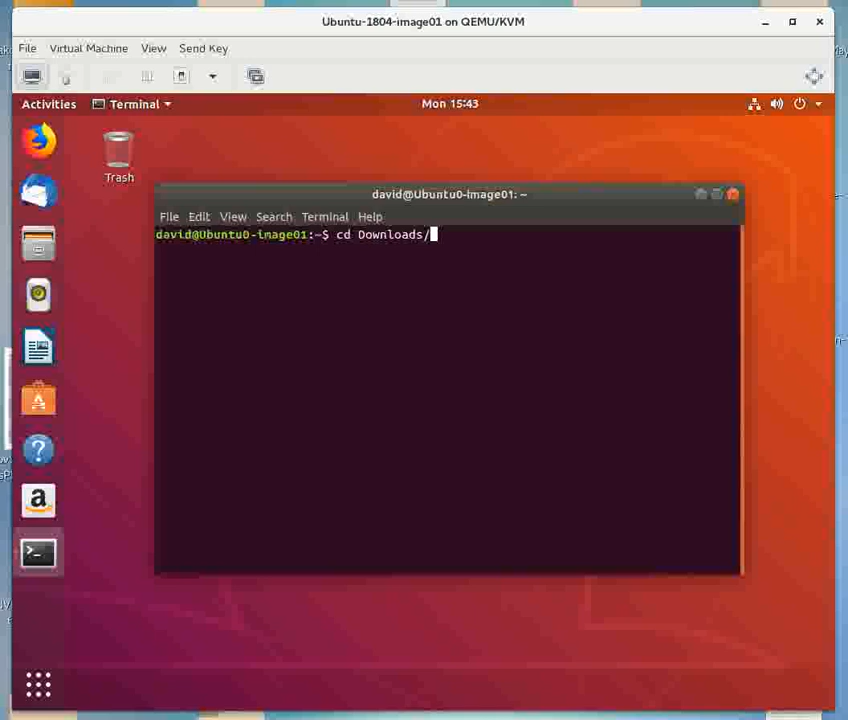 Ubuntu-1804-image01 on QEMU/KVM
File Virtual Machine View Send Key
Activities Terminal Mon 15:43
Trash
david@Ubuntu0-image01: ~
File Edit View Search Terminal Help
david@Ubuntu0-image01:~$ cd Downloads/